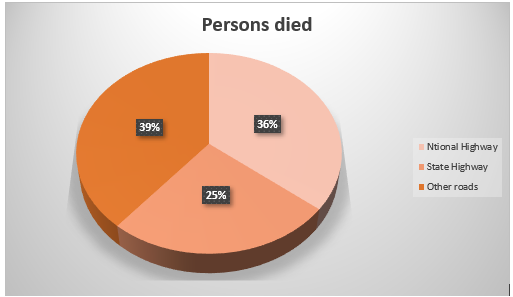 Persons died
36%
39%
25%
Ntional Highway
State Highway
Other roads